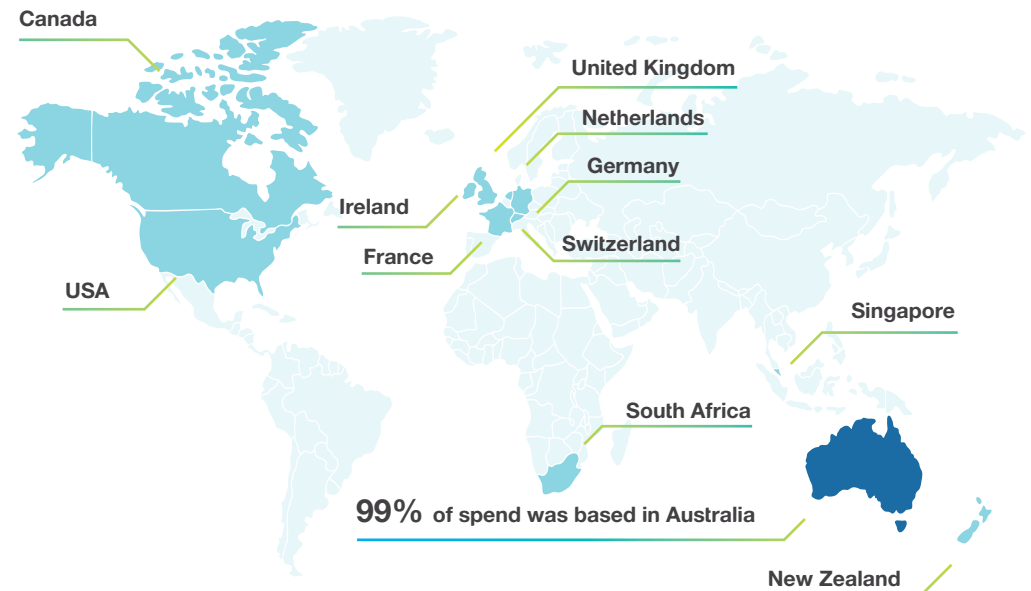 Canada
United Kingdom
Netherlands
Germany
Ireland
Switzerland
France
USA
Singapore
South Africa
99% of spend was based in Australia
New Zealand